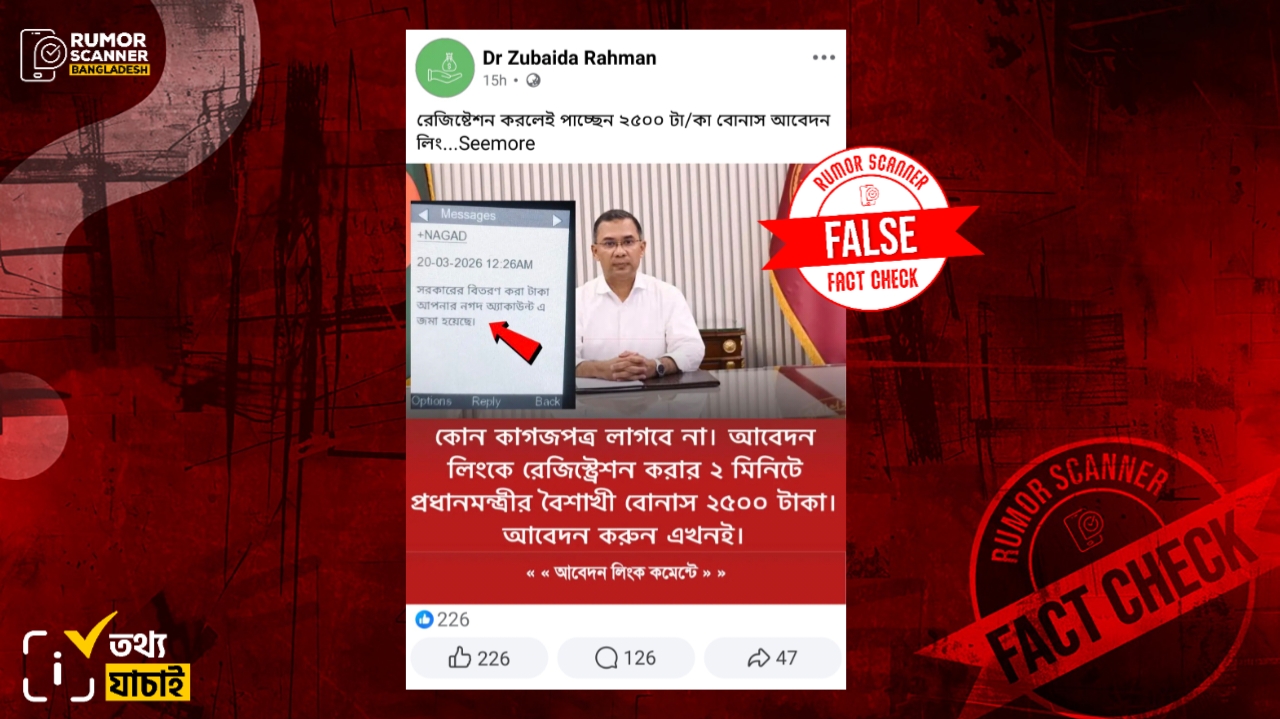 RUMOR
SCANNER
BANGLADESH
Dr Zubaida Rahman
15h
রেজিষ্টেশন করলেই পাচ্ছেন ২৫০০ টা/কা বোনাস আবেদন
লিং...Seemore
Messages
+NAGAD
20-03-2026 12:26AM
সরকারের বিতরণ করা টাকা
আপনার নগদ অ্যাকাউন্ট এ
জমা হয়েছে।
Options Reply Back
RUMOR SCANNER
FALSE
FACT CHECK
কোন কাগজপত্র লাগবে না। আবেদন
লিংকে রেজিস্ট্রেশন করার ২ মিনিটে
প্রধানমন্ত্রীর বৈশাখী বোনাস ২৫০০ টাকা।
আবেদন করুন এখনই।
« « আবেদন লিংক কমেন্টে » »
226
226 126 47
তথ্য
যাচাই
RUMOR SCANNER
FACT CHECK